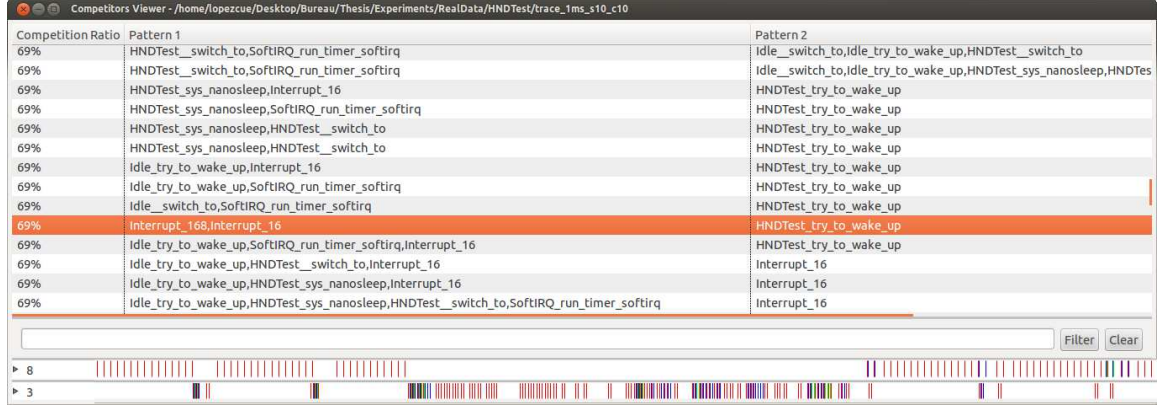 Competitors Viewer - /home/lopezcue/Desktop/Bureau/Thesis/Experiments/RealData/HNDTest/trace_1ms_s10_c10
Competition Ratio Pattern 1 Pattern 2
69% HNDTest__switch_to,SoftIRQ_run_timer_softirq Idle__switch_to,Idle_try_to_wake_up,HNDTest__switch_to
69% HNDTest__switch_to,SoftIRQ_run_timer_softirq Idle__switch_to,Idle_try_to_wake_up,HNDTest_sys_nanosleep,HNDTes
69% HNDTest_sys_nanosleep,Interrupt_16 HNDTest_try_to_wake_up
69% HNDTest_sys_nanosleep,SoftIRQ_run_timer_softirq HNDTest_try_to_wake_up
69% HNDTest_sys_nanosleep,HNDTest__switch_to HNDTest_try_to_wake_up
69% HNDTest_sys_nanosleep,HNDTest__switch_to HNDTest_try_to_wake_up
69% Idle_try_to_wake_up,Interrupt_16 HNDTest_try_to_wake_up
69% Idle_try_to_wake_up,SoftIRQ_run_timer_softirq HNDTest_try_to_wake_up
69% Idle__switch_to,SoftIRQ_run_timer_softirq HNDTest_try_to_wake_up
69% Interrupt_168,Interrupt_16 HNDTest_try_to_wake_up
69% Idle_try_to_wake_up,SoftIRQ_run_timer_softirq,Interrupt_16 HNDTest_try_to_wake_up
69% Idle_try_to_wake_up,HNDTest__switch_to,Interrupt_16 Interrupt_16
69% Idle_try_to_wake_up,HNDTest_sys_nanosleep,Interrupt_16 Interrupt_16
69% Idle_try_to_wake_up,HNDTest_sys_nanosleep,HNDTest__switch_to,SoftIRQ_run_timer_softirq Interrupt_16
Filter Clear
8
3